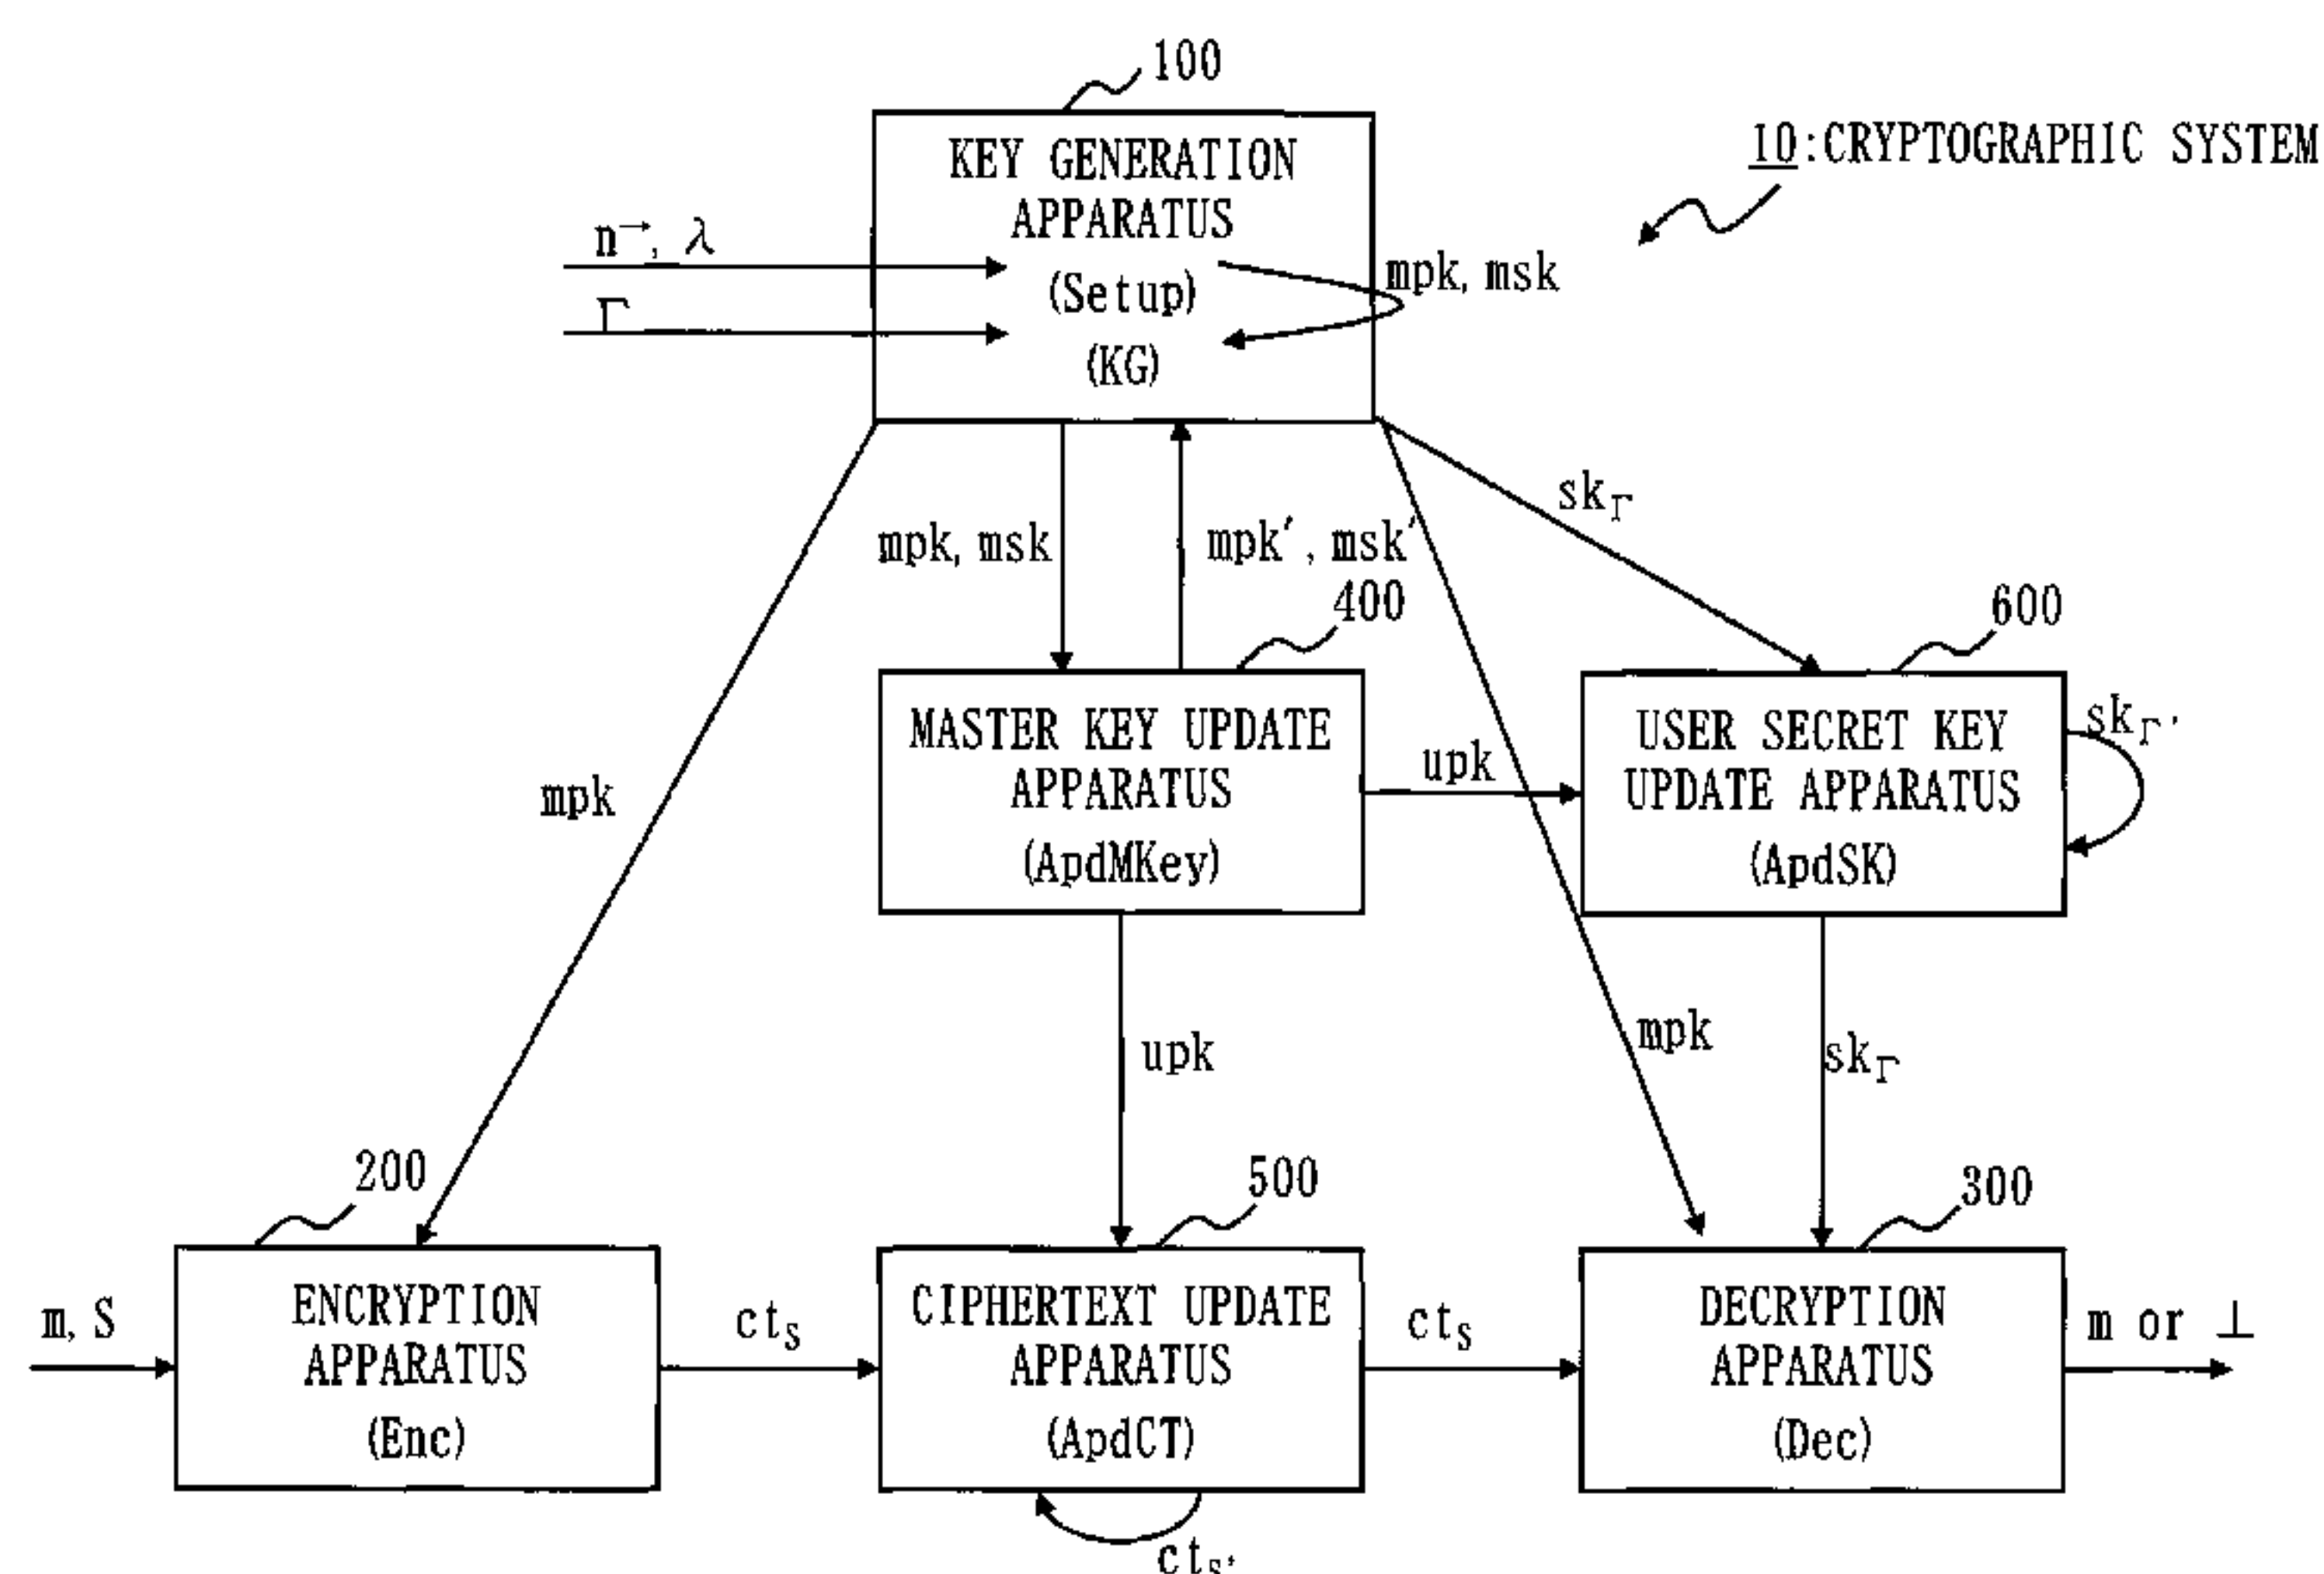 100
10:CRYPTOGRAPHIC SYSTEM
KEY GENERATION
APPARATUS
(Setup)
(KG)
n→, λ
Γ
mpk, msk
skΓ
mpk, msk
mpk', msk'
400
600
MASTER KEY UPDATE
APPARATUS
(ApdMKey)
upk
USER SECRET KEY
UPDATE APPARATUS
(ApdSK)
skΓ'
mpk
upk
mpk
skΓ
200
500
300
m, S
ENCRYPTION
APPARATUS
(Enc)
ctS
CIPHERTEXT UPDATE
APPARATUS
(ApdCT)
ctS
DECRYPTION
APPARATUS
(Dec)
m or ⊥
ctS'